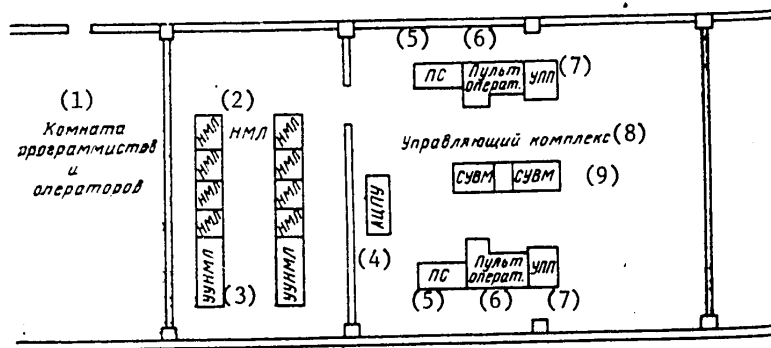 (1)
Комната
программистов
и
операторов
(2)
НМЛ
НМЛ
НМЛ
НМЛ
НМЛ
УУНМЛ
(3)
НМЛ
НМЛ
НМЛ
НМЛ
УУНМЛ
АЦПУ
(4)
(5) (6)
ПС Пульт операт. УПП (7)
Управляющий комплекс (8)
СУВМ СУВМ (9)
ПС Пульт операт. УПП
(5) (6) (7)